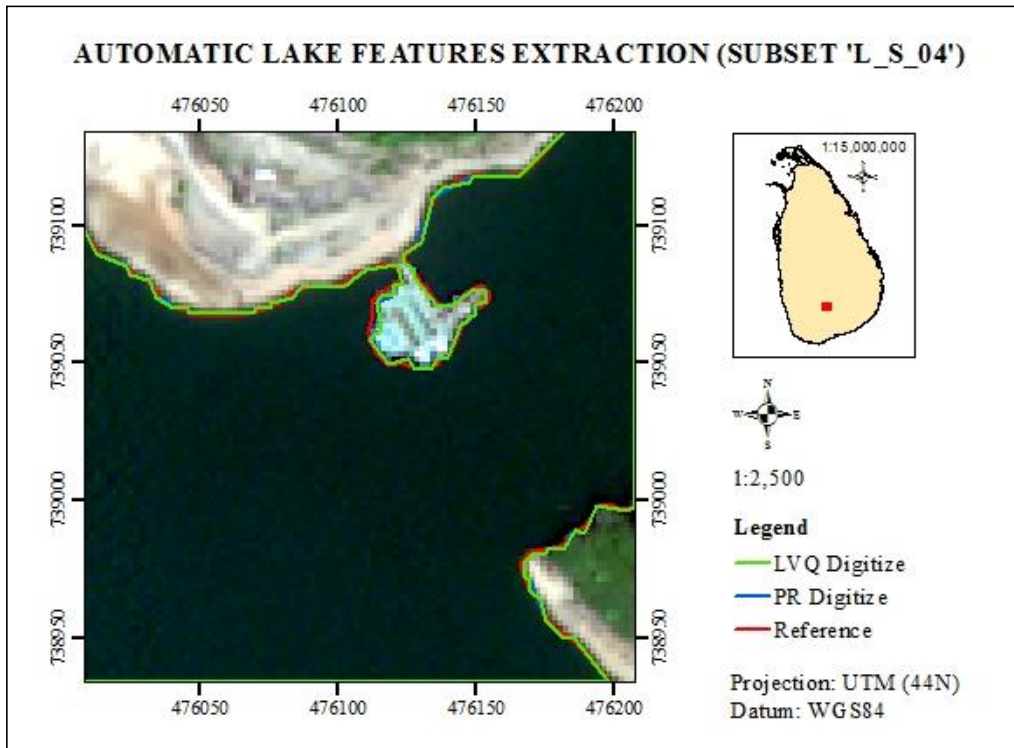 AUTOMATIC LAKE FEATURES EXTRACTION (SUBSET 'L_S_04')
476050 476100 476150 476200
1:15,000,000
739100 739100
739050 739050
739000 739000
738950 738950
476050 476100 476150 476200
N
W E
S
1:2,500
Legend
LVQ Digitize
PR Digitize
Reference
Projection: UTM (44N)
Datum: WGS84